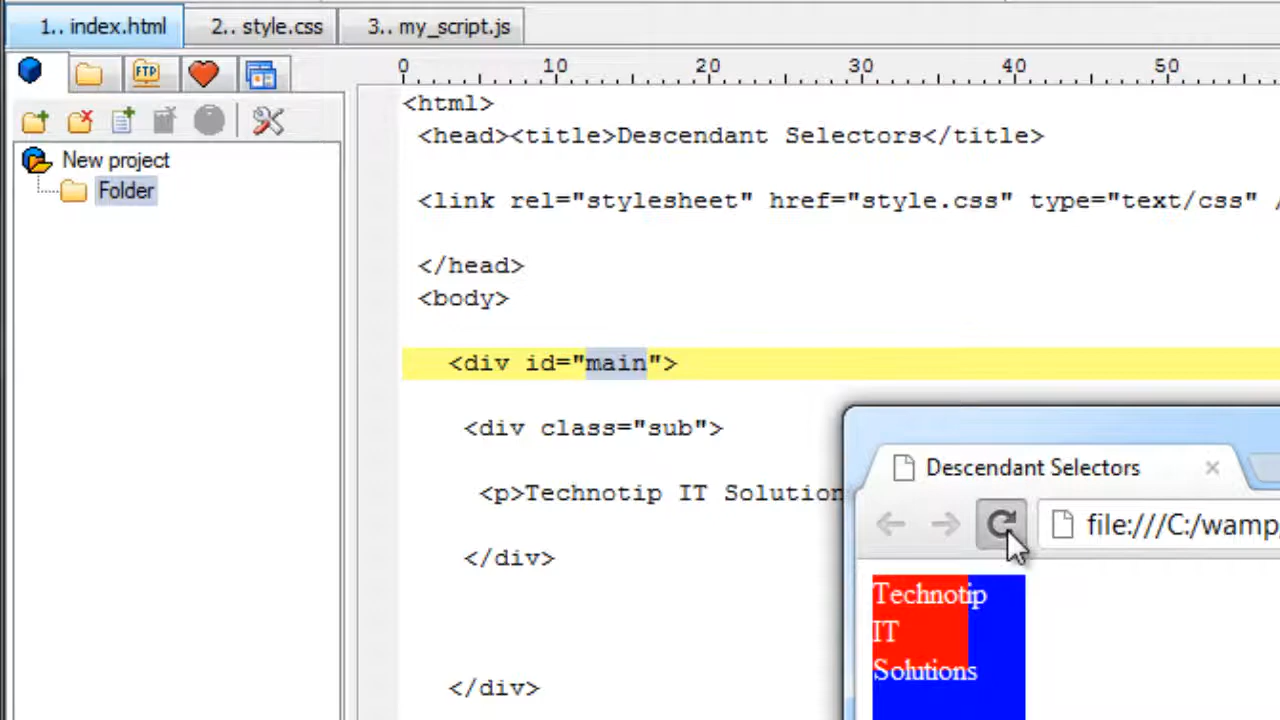 1.. index.html
2.. style.css
3.. my_script.js
FTP
0 10 20 30 40 50
New project
Folder
<html>
<head><title>Descendant Selectors</title>
<link rel="stylesheet" href="style.css" type="text/css" /
</head>
<body>
<div id="main">
<div class="sub">
<p>Technotip IT Solution
</div>
</div>
Descendant Selectors
file:///C:/wamp/
Technotip
IT
Solutions